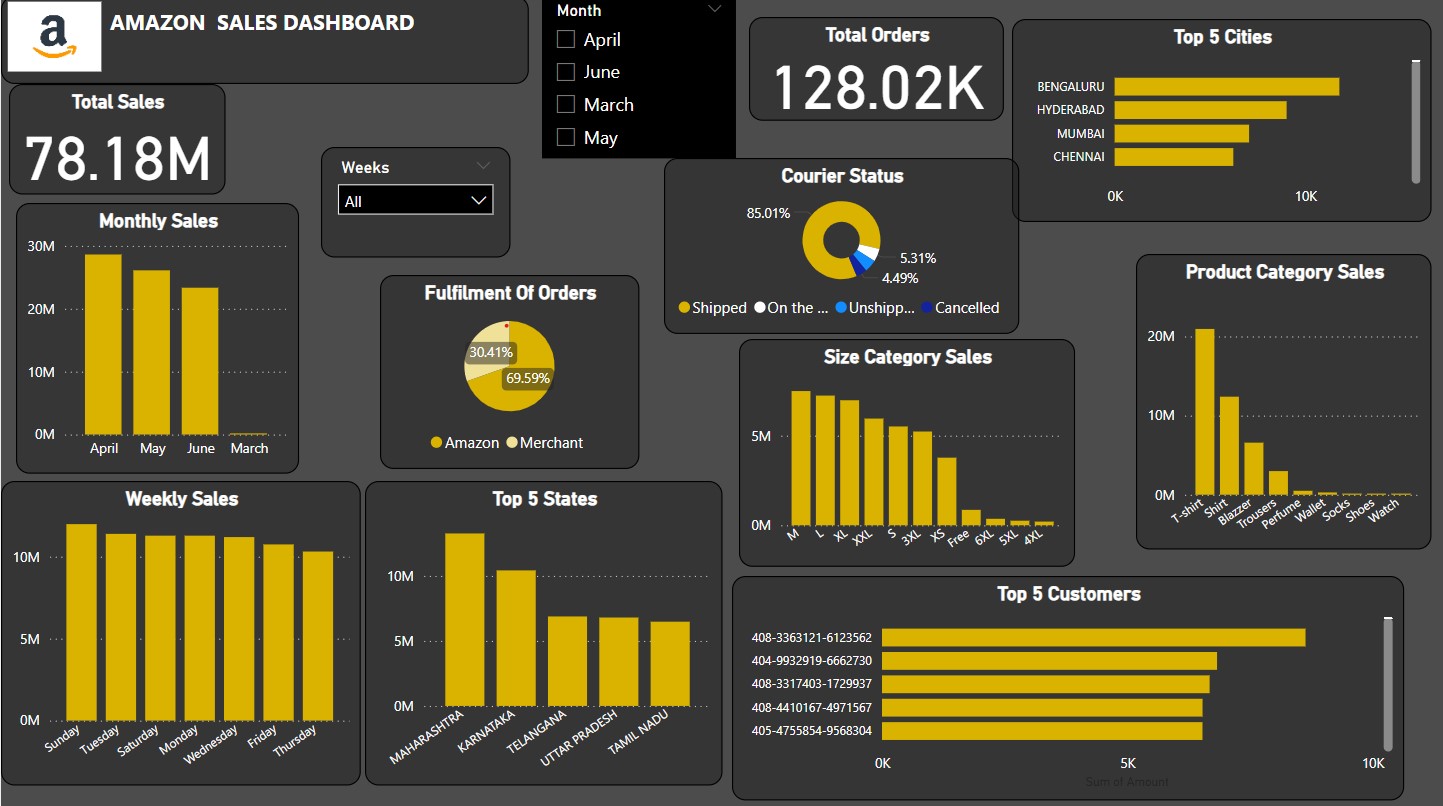 a
AMAZON SALES DASHBOARD
Month
April
June
March
May
Total Orders
128.02K
Top 5 Cities
BENGALURU
HYDERABAD
MUMBAI
CHENNAI
0K 10K
Total Sales
78.18M
Weeks
All
Courier Status
85.01%
5.31%
4.49%
Shipped On the ... Unshipp... Cancelled
Monthly Sales
30M
20M
10M
0M
April May June March
Fulfilment Of Orders
30.41%
69.59%
Amazon Merchant
Size Category Sales
5M
0M
M L XL XXL S 3XL XS Free 6XL 5XL 4XL
Product Category Sales
20M
10M
0M
T-shirt Shirt Blazzer Trousers Perfume Wallet Socks Shoes Watch
Weekly Sales
10M
5M
0M
Sunday Tuesday Saturday Monday Wednesday Friday Thursday
Top 5 States
10M
5M
0M
MAHARASHTRA KARNATAKA TELANGANA UTTAR PRADESH TAMIL NADU
Top 5 Customers
408-3363121-6123562
404-9932919-6662730
408-3317403-1729937
408-4410167-4971567
405-4755854-9568304
0K 5K 10K
Sum of Amount